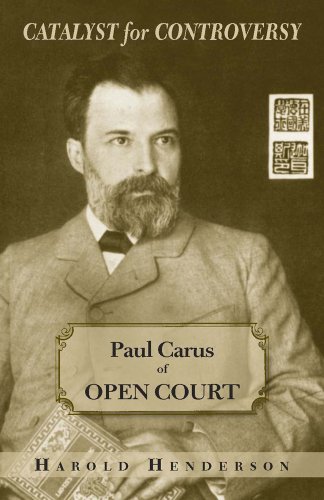 CATALYST for CONTROVERSY
Paul Carus
of
OPEN COURT
HAROLD HENDERSON